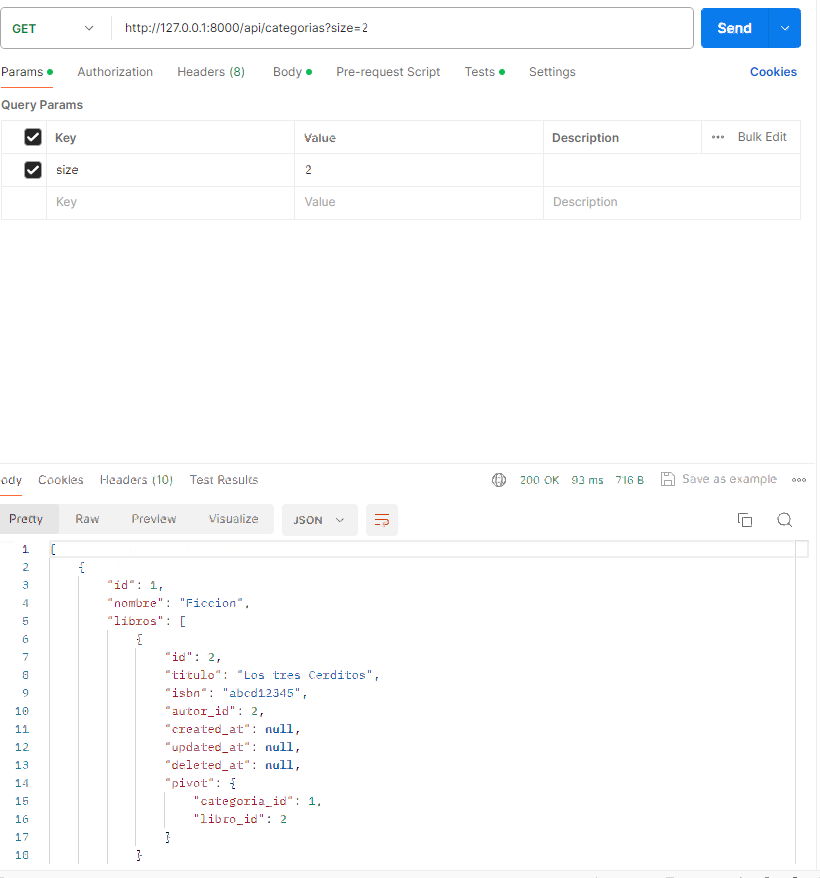 GET http://127.0.0.1:8000/api/categorias?size=2 Send
Params Authorization Headers (8) Body Pre-request Script Tests Settings Cookies
Query Params
Key Value Description Bulk Edit
size 2
Key Value Description
ody Cookies Headers (10) Test Results 200 OK 93 ms 716 B Save as example
Pretty Raw Preview Visualize JSON
1 [
2 {
3 "id": 1,
4 "nombre": "Ficcion",
5 "libros": [
6 {
7 "id": 2,
8 "titulo": "Los tres Cerditos",
9 "isbn": "abcd12345",
10 "autor_id": 2,
11 "created_at": null,
12 "updated_at": null,
13 "deleted_at": null,
14 "pivot": {
15 "categoria_id": 1,
16 "libro_id": 2
17 }
18 }